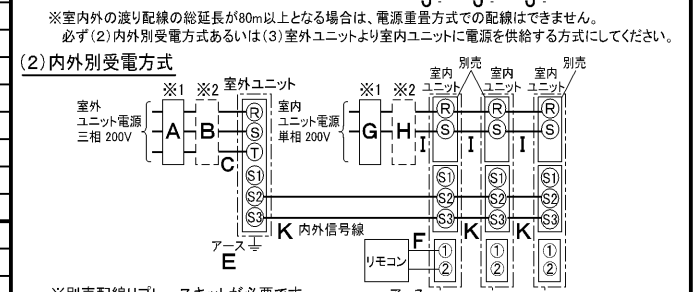 ※室内外の渡り配線の総延長が80m以上となる場合は、電源重畳方式での配線はできません。
必ず(2)内外別受電方式あるいは(3)室外ユニットより室内ユニットに電源を供給する方式にしてください。
(2)内外別受電方式
別売
※1 ※2 室外ユニット ※1 ※2 室内ユニット 室内ユニット 室内ユニット
室外ユニット電源 三相 200V
A B C
R
S
T
S1
S2
S3
室内ユニット電源 単相 200V
G H I I I
R R R
S S S
S1 S1 S1
S2 S2 S2
S3 S3 S3
K 内外信号線 K K
アース
E
F
リモコン
① ① ①
② ② ②